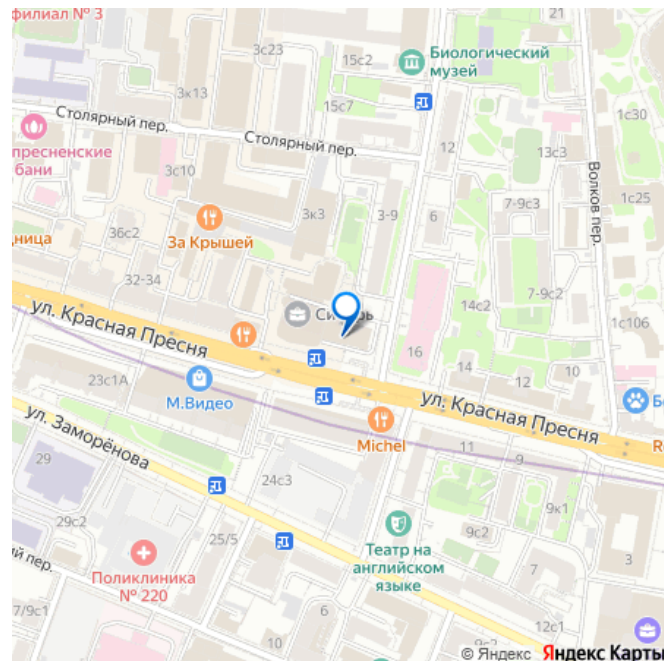 филиал № 3
3с23
15с2
Биологический
музей
3к13
15с7
1с30
Столярный пер.
Столярный пер.
12
13с3
пресненские
бани
3с10
Волков пер.
1с25
3к3
3-9
6
7-9с3
36с2
За Крышей
дница
32-34
7-9с2
14с2
ул. Красная Пресня
1с106
16
14
12
10
23с1А
М.Видео
ул. Красная Пресня
Michel
ул. Заморёнова
11
9
29
24с3
9к1
29с2
25/5
9с2
Театр на
английском
языке
7
3
ий пер.
Поликлиника
№ 220
7/9с1
6
12с1
10
9с2
© Яндекс Яндекс Карты